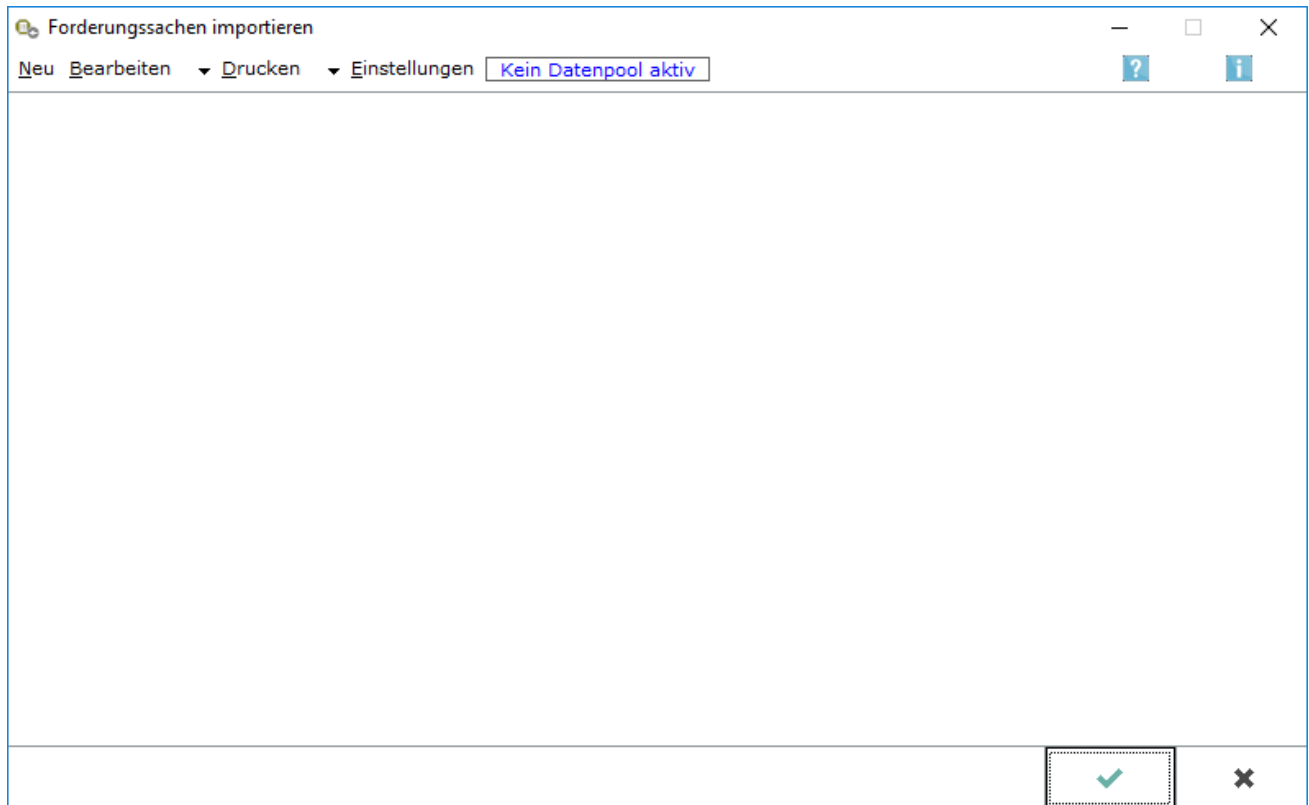 Forderungssachen importieren
Neu Bearbeiten Drucken Einstellungen Kein Datenpool aktiv ? i